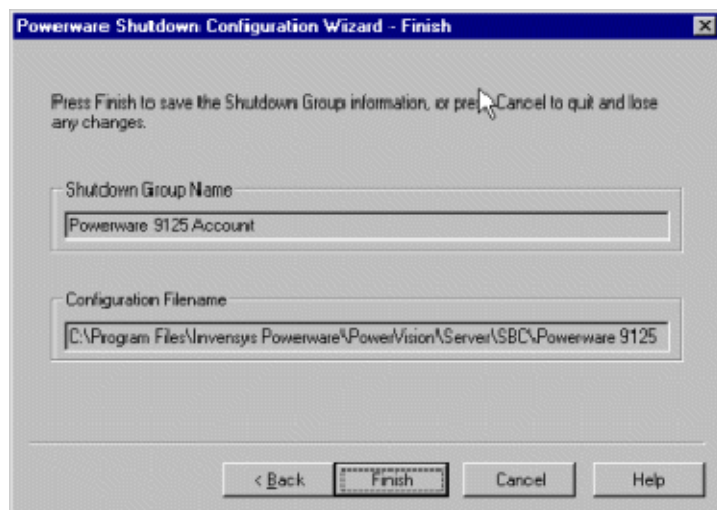 Powerware Shutdown Configuration Wizard - Finish
Press Finish to save the Shutdown Group information, or press Cancel to quit and lose
any changes.
Shutdown Group Name
Powerware 9125 Account
Configuration Filename
C:\Program Files\Invensys Powerware\PowerVision\Server\SBC\Powerware 9125
< Back
Finish
Cancel
Help